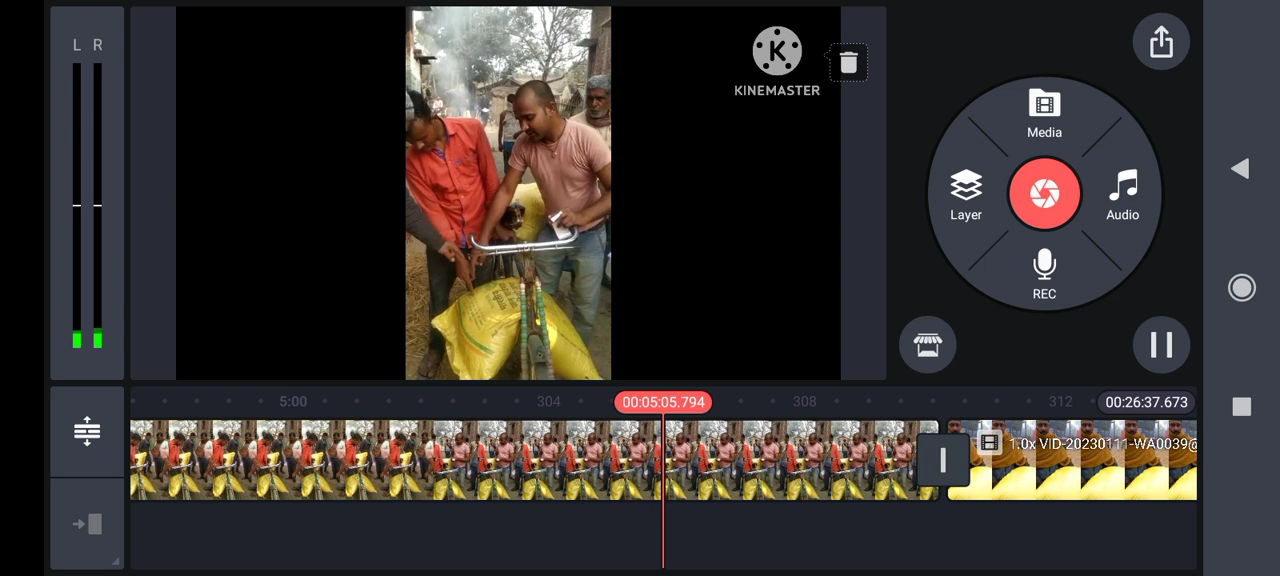 L R
KINEMASTER
Media
Layer
Audio
REC
5:00
304
00:05:05.794
308
312
00:26:37.673
1.0x VID-20230111-WA0039@